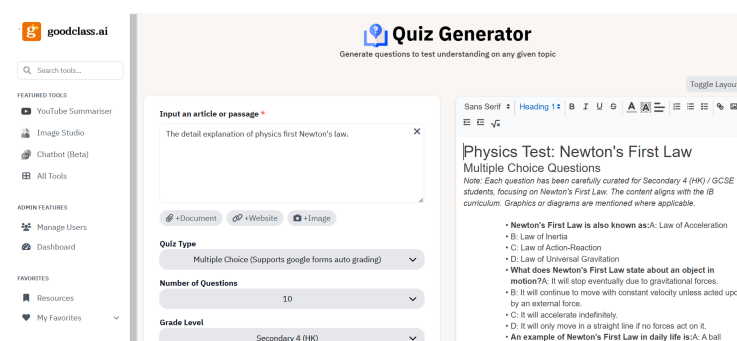 goodclass.ai
Search tools...
FEATURED TOOLS
YouTube Summariser
Image Studio
Chatbot (Beta)
All Tools
ADMIN FEATURES
Manage Users
Dashboard
FAVORITES
Resources
My Favorites
Quiz Generator
Generate questions to test understanding on any given topic
Input an article or passage *
The detail explanation of physics first Newton's law.
+Document +Website +Image
Quiz Type
Multiple Choice (Supports google forms auto grading)
Number of Questions
10
Grade Level
Secondary 4 (HK)
Toggle Layou
Sans Serif Heading 1 B I U S A A
Physics Test: Newton's First Law
Multiple Choice Questions
Note: Each question has been carefully curated for Secondary 4 (HK) / GCSE
students, focusing on Newton's First Law. The content aligns with the IB
curriculum. Graphics or diagrams are mentioned where applicable.
• Newton's First Law is also known as:A: Law of Acceleration
• B: Law of Inertia
• C: Law of Action-Reaction
• D: Law of Universal Gravitation
• What does Newton's First Law state about an object in
motion?A: It will stop eventually due to gravitational forces.
• B: It will continue to move with constant velocity unless acted upo
by an external force.
• C: It will accelerate indefinitely.
• D: It will only move in a straight line if no forces act on it.
• An example of Newton's First Law in daily life is:A: A ball